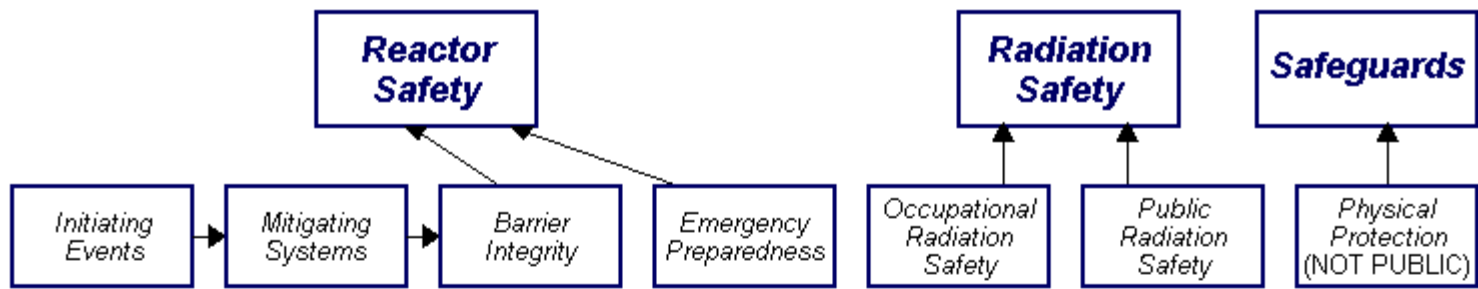 Reactor
Safety
Radiation
Safety
Safeguards
Initiating
Events
Mitigating
Systems
Barrier
Integrity
Emergency
Preparedness
Occupational
Radiation
Safety
Public
Radiation
Safety
Physical
Protection
(NOT PUBLIC)